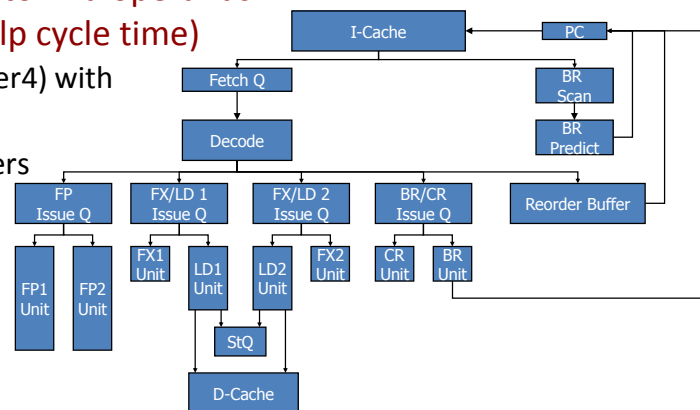 lp cycle time)
er4) with
ers
I-Cache
PC
Fetch Q
BR
Scan
Decode
BR
Predict
FP
Issue Q
FX/LD 1
Issue Q
FX/LD 2
Issue Q
BR/CR
Issue Q
Reorder Buffer
FP1
Unit
FP2
Unit
FX1
Unit
LD1
Unit
LD2
Unit
FX2
Unit
CR
Unit
BR
Unit
StQ
D-Cache